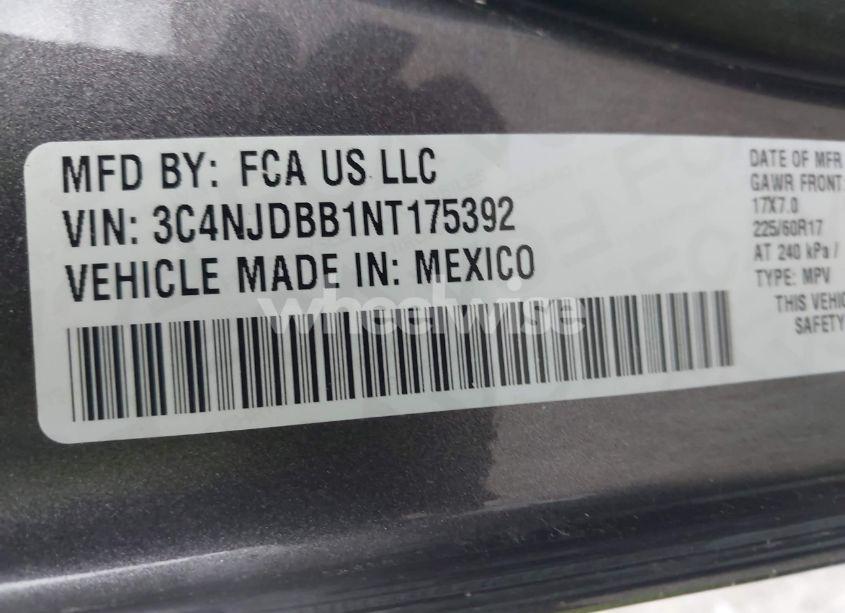 MFD BY: FCA US LLC
VIN: 3C4NJDBB1NT175392
VEHICLE MADE IN: MEXICO
DATE OF MFR
GAWR FRONT:
17X7.0
225/60R17
AT 240 kPa /
TYPE: MPV
THIS VEHIC
SAFETY
wheelwise